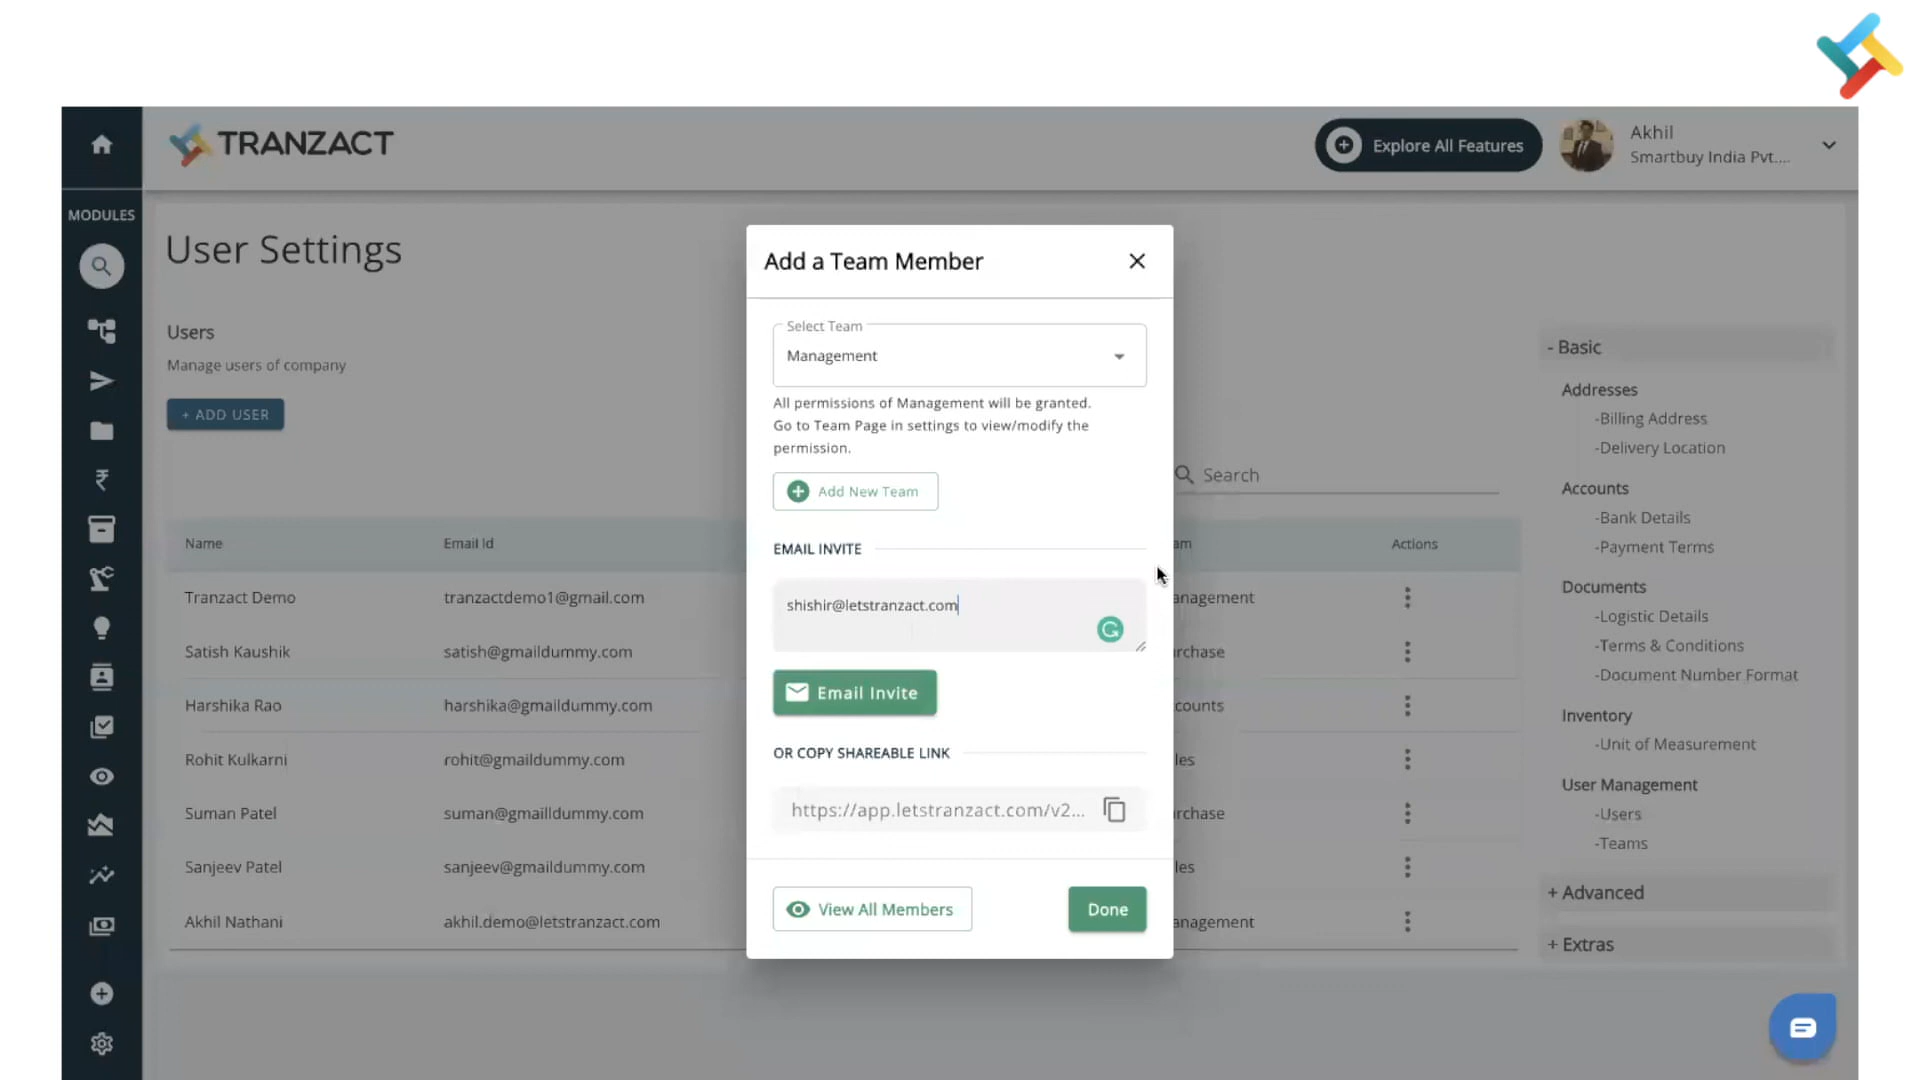 TRANZACT
Explore All Features
Akhil
Smartbuy India Pvt....
MODULES
User Settings
Users
Manage users of company
+ ADD USER
Search
Name Email Id am Actions
Tranzact Demo tranzactdemo1@gmail.com anagement
Satish Kaushik satish@gmaildummy.com rchase
Harshika Rao harshika@gmaildummy.com counts
Rohit Kulkarni rohit@gmaildummy.com les
Suman Patel suman@gmailldummy.com rchase
Sanjeev Patel sanjeev@gmaildummy.com les
Akhil Nathani akhil.demo@letstranzact.com anagement
Add a Team Member
Select Team
Management
All permissions of Management will be granted.
Go to Team Page in settings to view/modify the
permission.
Add New Team
EMAIL INVITE
shishir@letstranzact.com
Email Invite
OR COPY SHAREABLE LINK
https://app.letstranzact.com/v2...
View All Members
Done
- Basic
Addresses
-Billing Address
-Delivery Location
Accounts
-Bank Details
-Payment Terms
Documents
-Logistic Details
-Terms & Conditions
-Document Number Format
Inventory
-Unit of Measurement
User Management
-Users
-Teams
+ Advanced
+ Extras